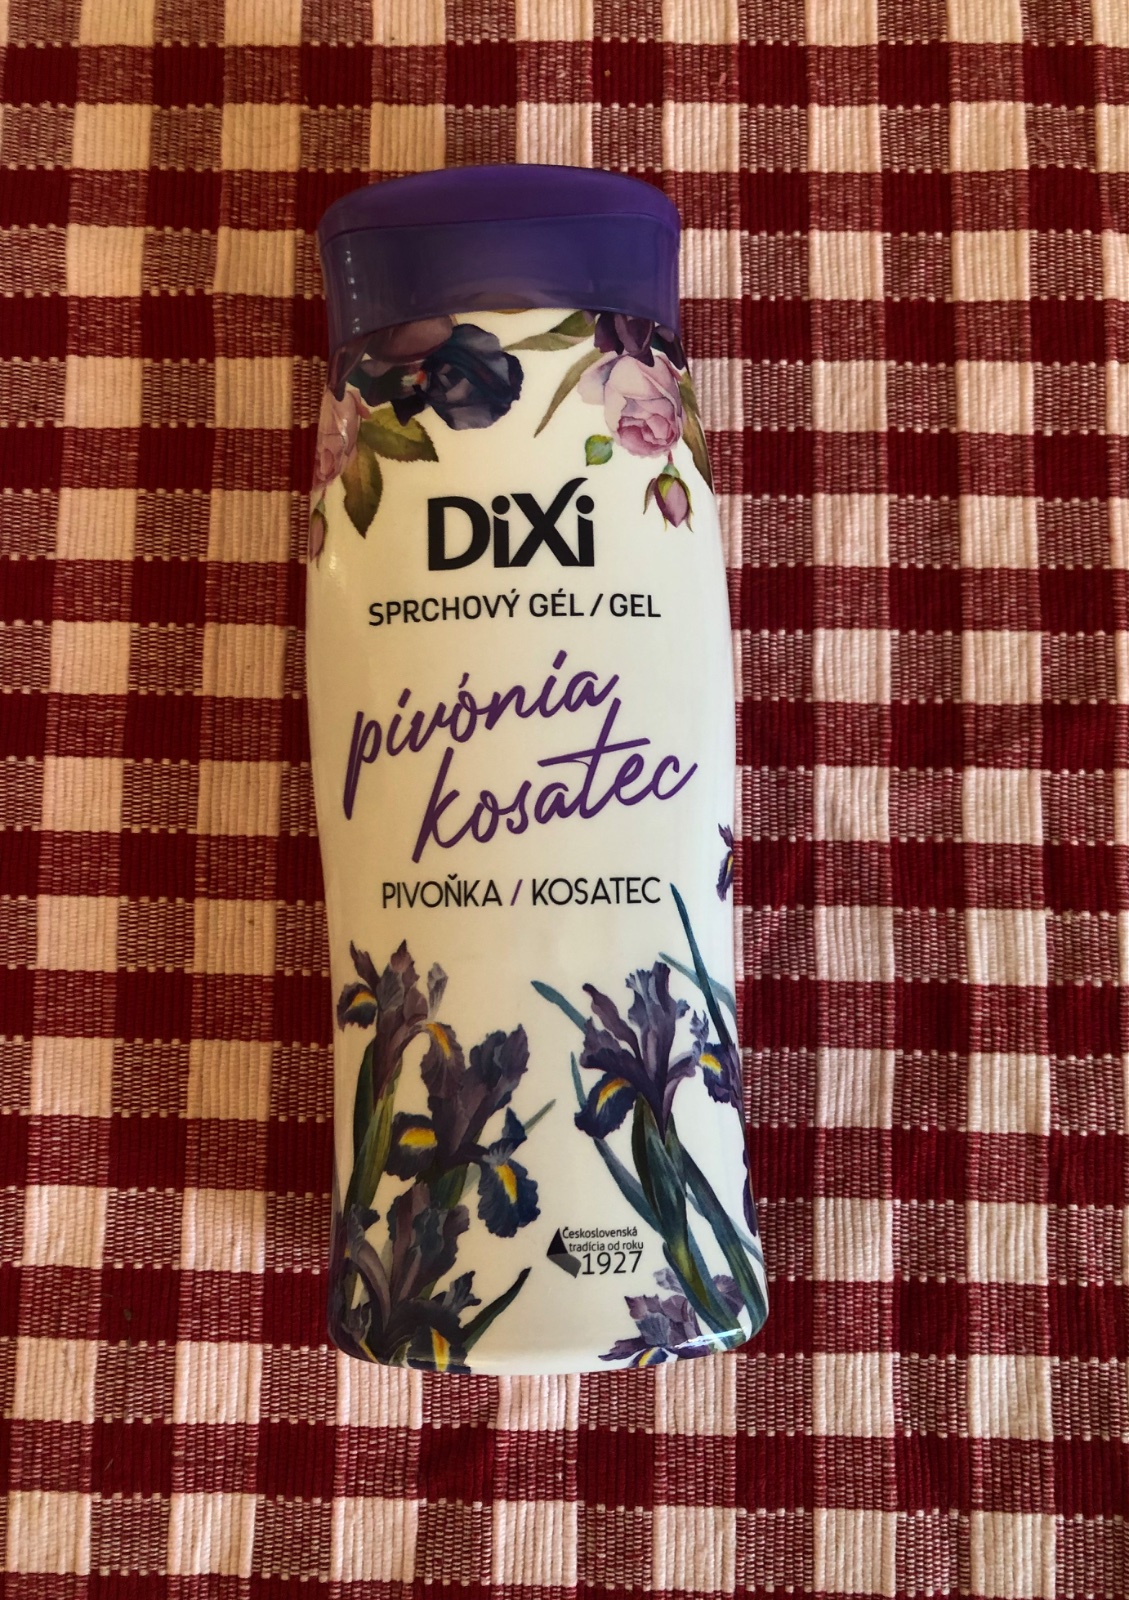 DiXi
SPRCHOVÝ GÉL / GEL
pivónia
kosatec
PIVOŇKA / KOSATEC
Československá
tradícia od roku
1927